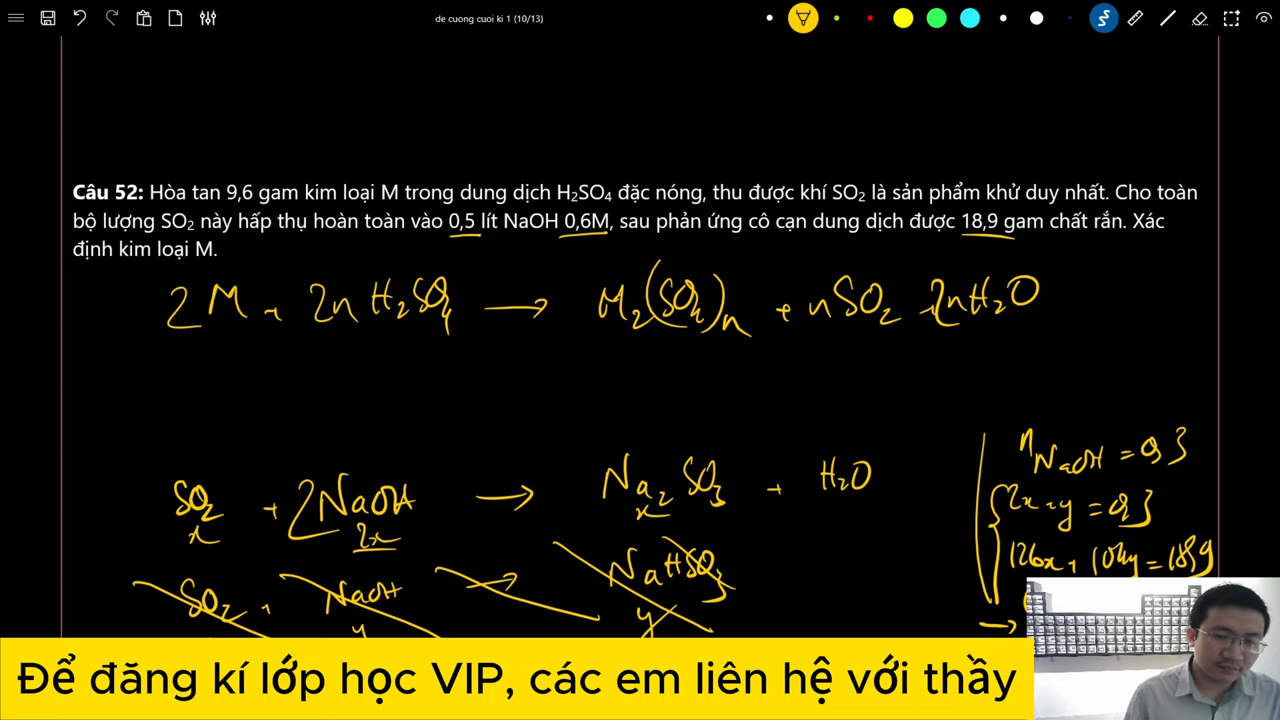 de cuong cuoi ki 1 (10/13)
Câu 52: Hòa tan 9,6 gam kim loại M trong dung dịch H₂SO₄ đặc nóng, thu được khí SO₂ là sản phẩm khử duy nhất. Cho toàn
bộ lượng SO₂ này hấp thụ hoàn toàn vào 0,5 lít NaOH 0,6M, sau phản ứng cô cạn dung dịch được 18,9 gam chất rắn. Xác
định kim loại M.
2M + 2nH₂SO₄ → M₂(SO₄)n + nSO₂ + 2nH₂O
nNaOH = 0,3
SO₂ + 2NaOH → Na₂SO₃ + H₂O
x 2x x
2x + y = 0,3
126x + 104y = 18,9
SO₂ + NaOH → NaHSO₃
y y
Để đăng kí lớp học VIP, các em liên hệ với thầy